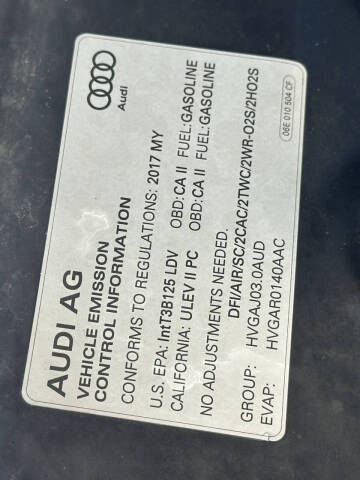 AUDI AG
VEHICLE EMISSION
CONTROL INFORMATION
Audi
CONFORMS TO REGULATIONS: 2017 MY
U.S. EPA: IntT3B125 LDV OBD: CA II FUEL: GASOLINE
CALIFORNIA: ULEV II PC OBD: CA II FUEL: GASOLINE
NO ADJUSTMENTS NEEDED.
DFI/AIR/SC/2CAC/2TWC/2WR-O2S/2HO2S
GROUP: HVGAJ03.0AUD
EVAP: HVGAR0140AAC
06E 010 504 CF